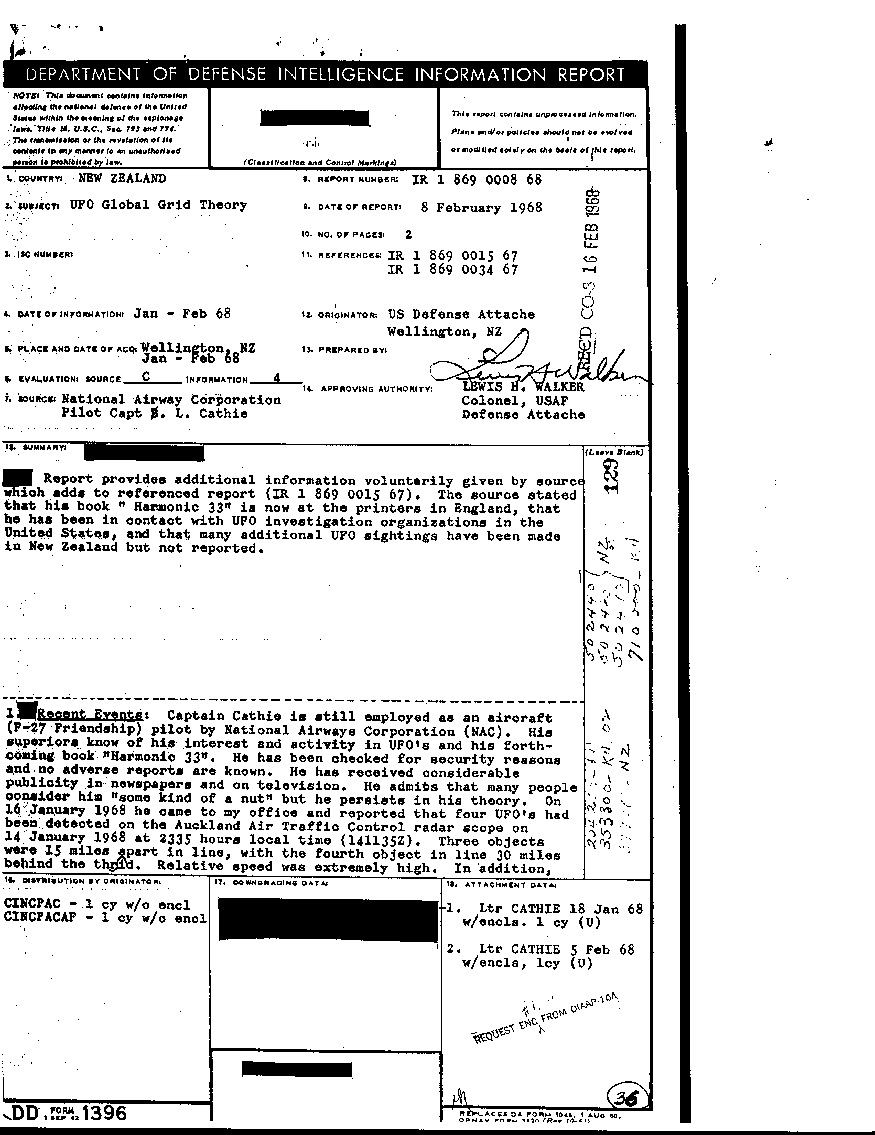 DEPARTMENT OF DEFENSE INTELLIGENCE INFORMATION REPORT
NOTE: This document contains information
affecting the national defense of the United
States within the meaning of the espionage
laws, Title 18, U.S.C., Sec. 793 and 794.
The transmission or the revelation of its
contents in any manner to an unauthorized
person is prohibited by law.
(Classification and Control Markings)
This report contains unprocessed information.
Plans and/or policies should not be evolved
or modified solely on the basis of this report.
1. COUNTRY: NEW ZEALAND
8. REPORT NUMBER: IR 1 869 0008 68
2. SUBJECT: UFO Global Grid Theory
9. DATE OF REPORT: 8 February 1968
10. NO. OF PAGES: 2
3. ISC NUMBER:
11. REFERENCES: IR 1 869 0015 67
IR 1 869 0034 67
4. DATE OF INFORMATION: Jan - Feb 68
12. ORIGINATOR: US Defense Attache
Wellington, NZ
5. PLACE AND DATE OF ACQ: Wellington, NZ
Jan - Feb 68
13. PREPARED BY:
6. EVALUATION: SOURCE C INFORMATION 4
14. APPROVING AUTHORITY: LEWIS H. WALKER
Colonel, USAF
Defense Attache
7. SOURCE: National Airway Corporation
Pilot Capt B. L. Cathie
REC'D CO-3 16 FEB 1968
15. SUMMARY:
(Leave Blank)
Report provides additional information voluntarily given by source
which adds to referenced report (IR 1 869 0015 67). The source stated
that his book " Harmonic 33" is now at the printers in England, that
he has been in contact with UFO investigation organizations in the
United States, and that many additional UFO sightings have been made
in New Zealand but not reported.
129
502440
502420 NZ
1. Recent Events: Captain Cathie is still employed as an aircraft
(F-27 Friendship) pilot by National Airways Corporation (NAC). His
superiors know of his interest and activity in UFO's and his forth-
coming book "Harmonic 33". He has been checked for security reasons
and no adverse reports are known. He has received considerable
publicity in newspapers and on television. He admits that many people
consider him "some kind of a nut" but he persists in his theory. On
16 January 1968 he came to my office and reported that four UFO's had
been detected on the Auckland Air Traffic Control radar scope on
14 January 1968 at 2335 hours local time (141135Z). Three objects
were 15 miles apart in line, with the fourth object in line 30 miles
behind the third. Relative speed was extremely high. In addition,
16. DISTRIBUTION BY ORIGINATOR:
CINCPAC - 1 cy w/o encl
CINCPACAF - 1 cy w/o encl
17. DOWNGRADING DATA:
18. ATTACHMENT DATA:
1. Ltr CATHIE 18 Jan 68
w/encls. 1 cy (U)
2. Ltr CATHIE 5 Feb 68
w/encls, 1cy (U)
REQUEST ENC FROM DIAAP-10A
36
DD FORM 1 SEP 62 1396
REPLACES DA FORM 1048, 1 AUG 60,